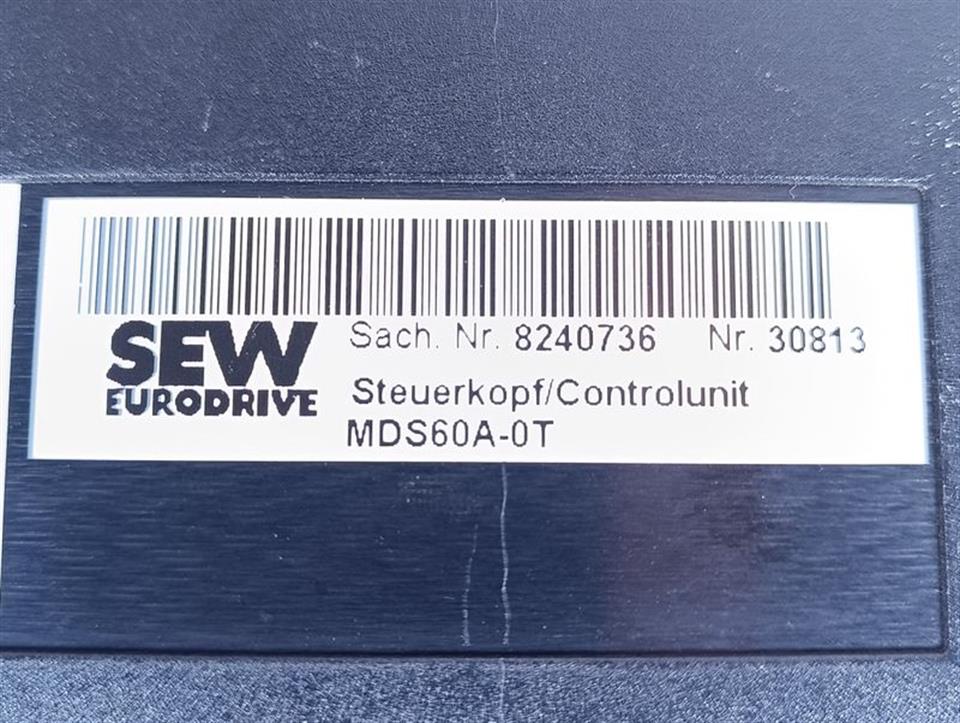 SEW
EURODRIVE
Sach. Nr. 8240736 Nr. 30813
Steuerkopf/Controlunit
MDS60A-0T